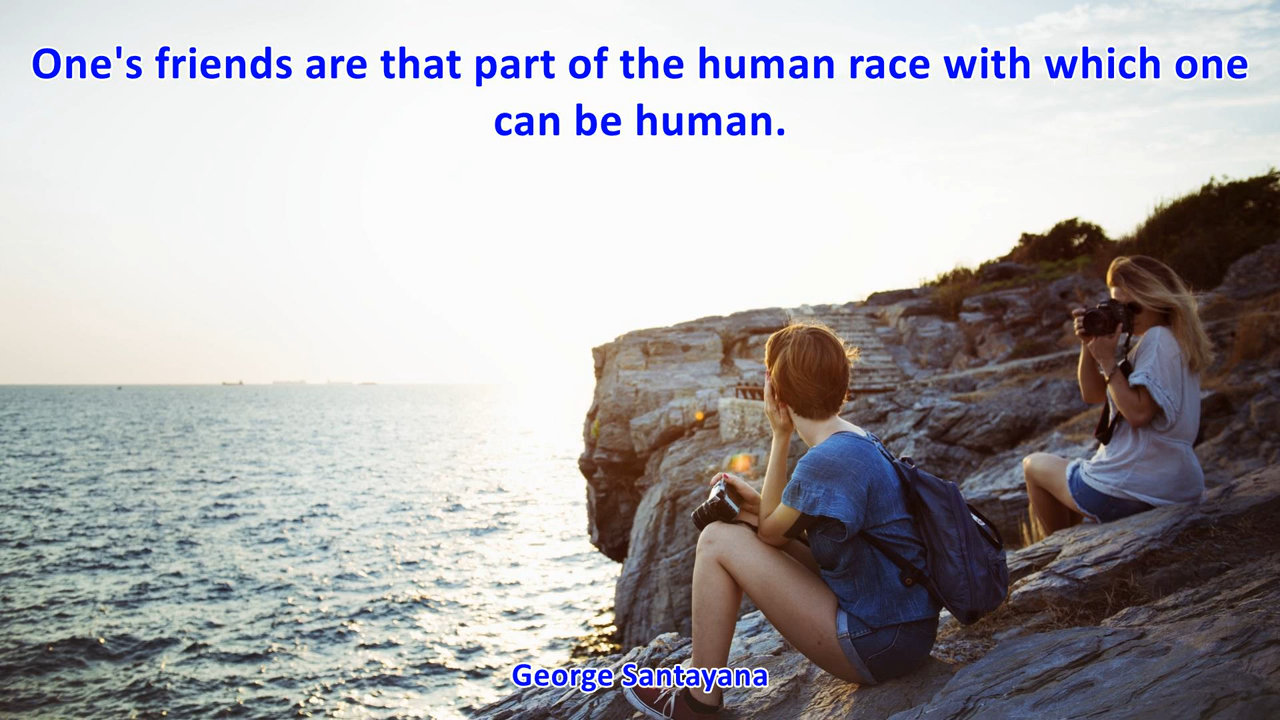 One's friends are that part of the human race with which one
can be human.
George Santayana